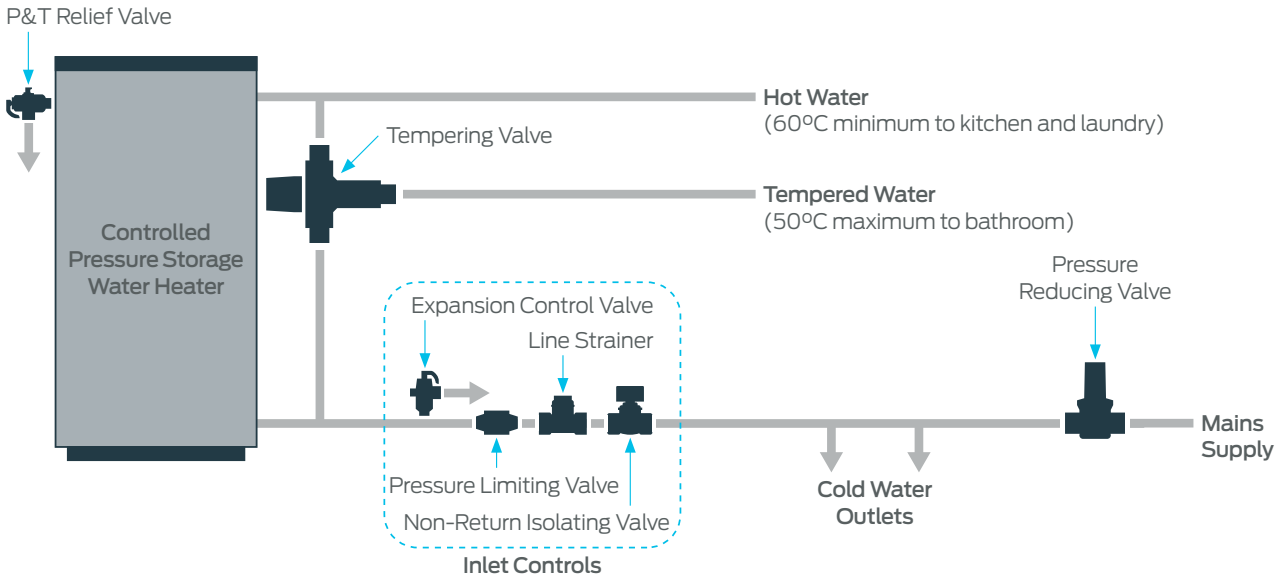 P&T Relief Valve
Hot Water
(60ºC minimum to kitchen and laundry)
Tempering Valve
Tempered Water
(50ºC maximum to bathroom)
Controlled
Pressure Storage
Water Heater
Pressure
Reducing Valve
Expansion Control Valve
Line Strainer
Mains
Supply
Pressure Limiting Valve
Non-Return Isolating Valve
Cold Water
Outlets
Inlet Controls